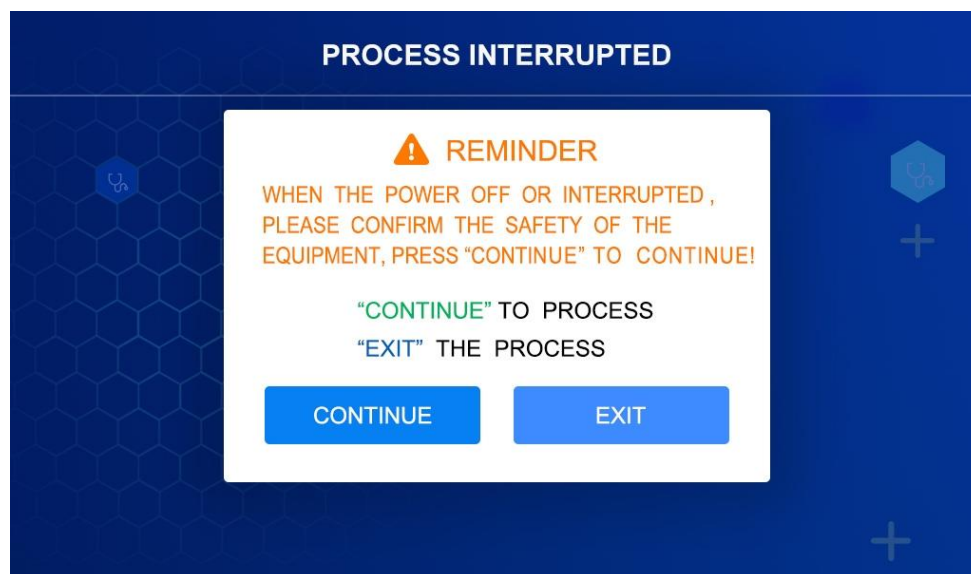 PROCESS INTERRUPTED
REMINDER
WHEN THE POWER OFF OR INTERRUPTED,
PLEASE CONFIRM THE SAFETY OF THE
EQUIPMENT, PRESS “CONTINUE” TO CONTINUE!
“CONTINUE” TO PROCESS
“EXIT” THE PROCESS
CONTINUE EXIT